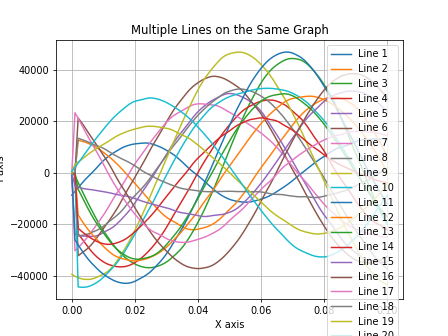 Multiple Lines on the Same Graph
40000
20000
0
−20000
−40000
axis
0.00
0.02
0.04
0.06
0.08
X axis
Line 1
Line 2
Line 3
Line 4
Line 5
Line 6
Line 7
Line 8
Line 9
Line 10
Line 11
Line 12
Line 13
Line 14
Line 15
Line 16
Line 17
Line 18
Line 19